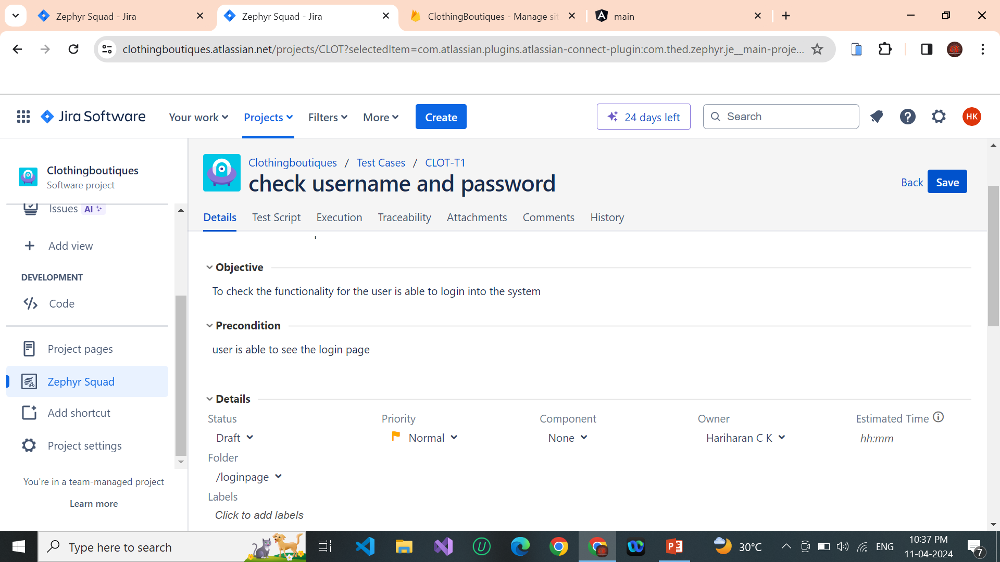 Zephyr Squad - Jira
Zephyr Squad - Jira
ClothingBoutiques - Manage sit
main
clothingboutiques.atlassian.net/projects/CLOT?selectedItem=com.atlassian.plugins.atlassian-connect-plugin:com.thed.zephyr.je__main-proje...
Jira Software
Your work
Projects
Filters
More
Create
24 days left
Search
HK
Clothingboutiques
Software project
Issues AI
Add view
DEVELOPMENT
Code
Project pages
Zephyr Squad
Add shortcut
Project settings
You're in a team-managed project
Learn more
Clothingboutiques / Test Cases / CLOT-T1
check username and password
Back
Save
Details
Test Script
Execution
Traceability
Attachments
Comments
History
Objective
To check the functionality for the user is able to login into the system
Precondition
user is able to see the login page
Details
Status
Priority
Component
Owner
Estimated Time
Draft
Normal
None
Hariharan C K
hh:mm
Folder
/loginpage
Labels
Click to add labels
Type here to search
30°C
ENG
10:37 PM
11-04-2024
7